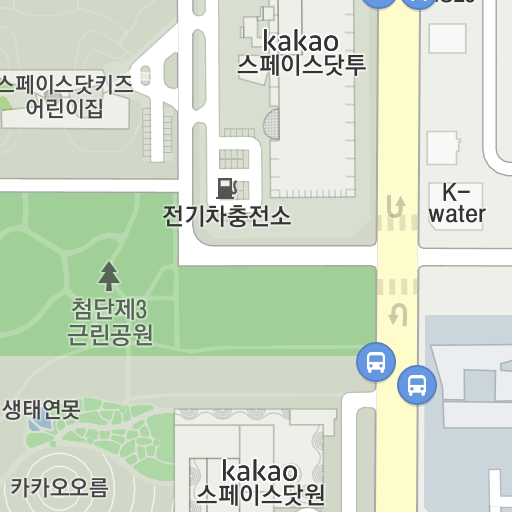 kakao
스페이스닷투
스페이스닷키즈
어린이집
K-
water
전기차충전소
첨단제3
근린공원
생태연못
kakao
스페이스닷원
카카오오름